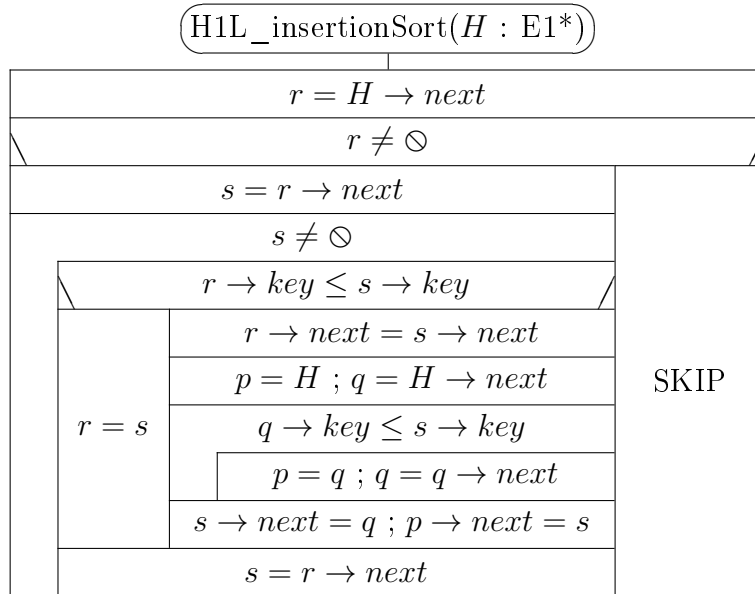 H1L_insertionSort(H : E1*)
r = H → next
r ≠ ⦸
s = r → next
s ≠ ⦸
r → key ≤ s → key
r → next = s → next
p = H ; q = H → next
SKIP
r = s
q → key ≤ s → key
p = q ; q = q → next
s → next = q ; p → next = s
s = r → next